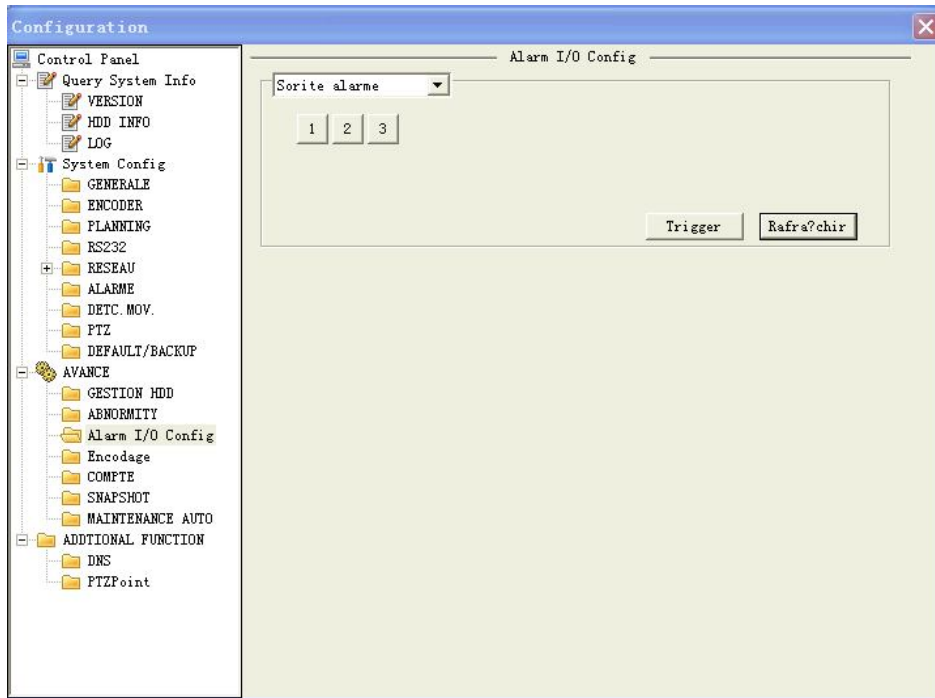 Configuration
Control Panel
Query System Info
VERSION
HDD INFO
LOG
System Config
GENERALE
ENCODER
PLANNING
RS232
RESEAU
ALARME
DETC. MOV.
PTZ
DEFAULT/BACKUP
AVANCE
GESTION HDD
ABNORMITY
Alarm I/O Config
Encodage
COMPTE
SNAPSHOT
MAINTENANCE AUTO
ADDTIONAL FUNCTION
DNS
PTZPoint
Alarm I/O Config
Sorite alarme
1 2 3
Trigger Rafra?chir